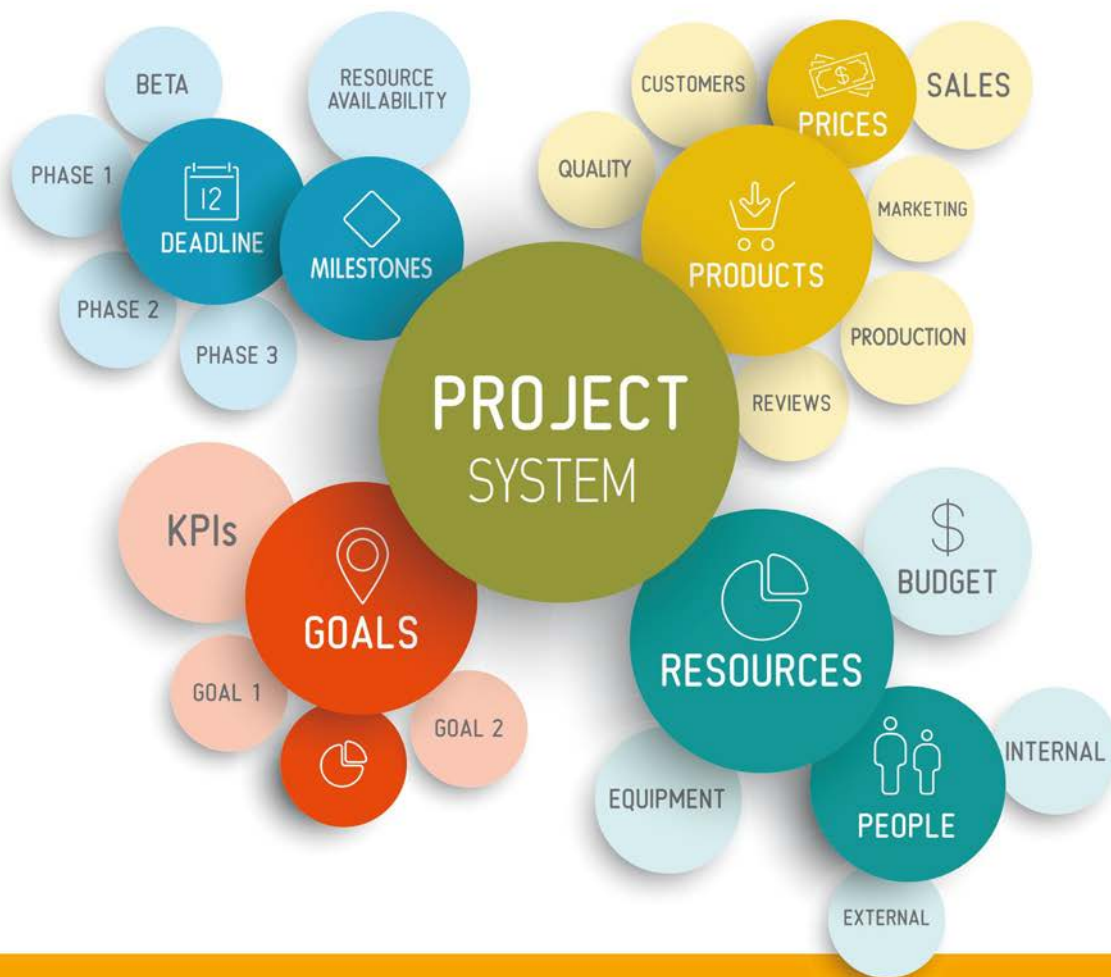 BETA
RESOURCE
AVAILABILITY
PHASE 1
12
DEADLINE
MILESTONES
PHASE 2
PHASE 3
CUSTOMERS
$
PRICES
SALES
QUALITY
MARKETING
PRODUCTS
PRODUCTION
REVIEWS
PROJECT
SYSTEM
KPIs
GOALS
GOAL 1
GOAL 2
$
BUDGET
RESOURCES
EQUIPMENT
PEOPLE
INTERNAL
EXTERNAL